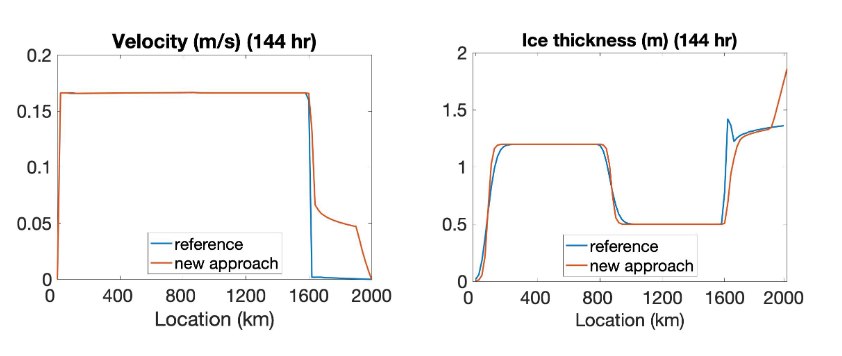 Velocity (m/s) (144 hr)
0.2
0.15
0.1
0.05
0
reference
new approach
0 400 800 1200 1600 2000
Location (km)
Ice thickness (m) (144 hr)
2
1.5
1
0.5
0
reference
new approach
0 400 800 1200 1600 2000
Location (km)